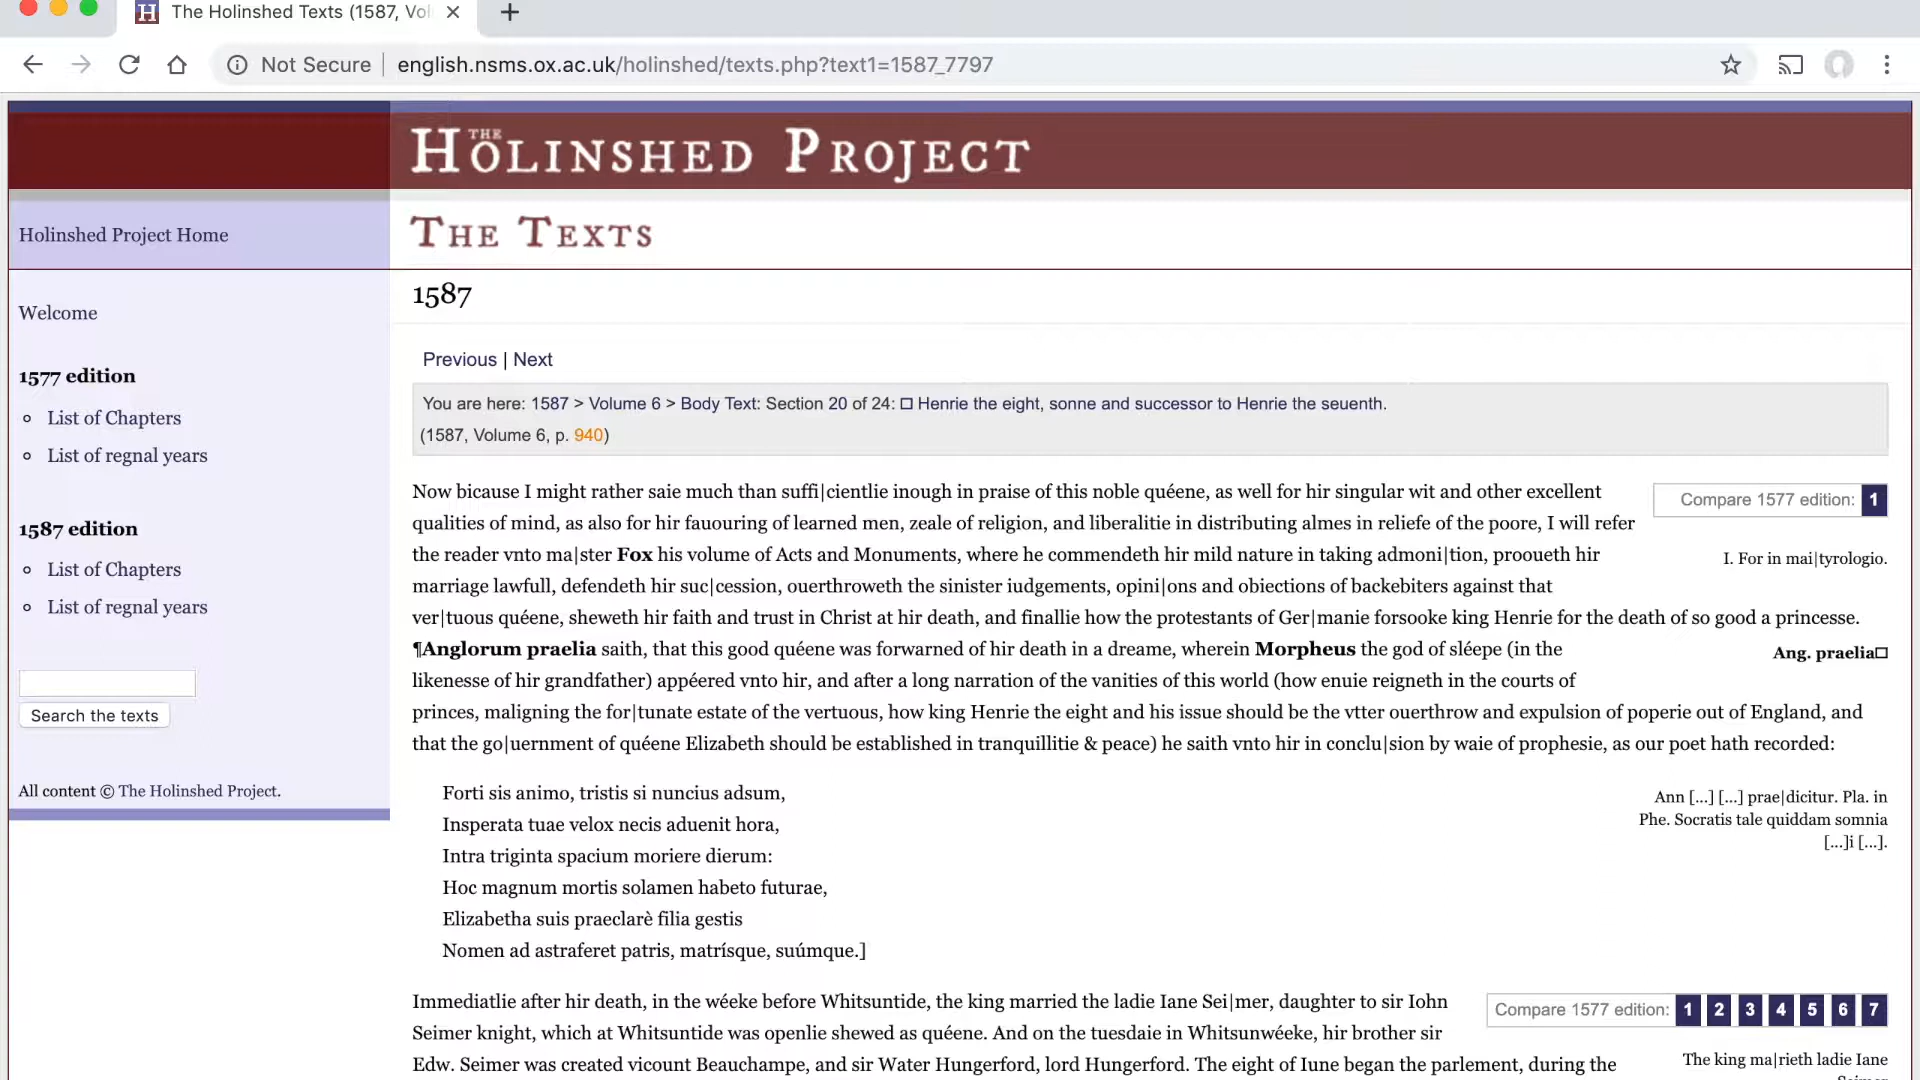 The Holinshed Texts (1587, Vol
Not Secure
english.nsms.ox.ac.uk/holinshed/texts.php?text1=1587_7797
THE HOLINSHED PROJECT
Holinshed Project Home
THE TEXTS
1587
Welcome
Previous | Next
1577 edition
You are here: 1587 > Volume 6 > Body Text: Section 20 of 24: □ Henrie the eight, sonne and successor to Henrie the seuenth.
List of Chapters
(1587, Volume 6, p. 940)
List of regnal years
1587 edition
List of Chapters
List of regnal years
Search the texts
All content © The Holinshed Project.
Now bicause I might rather saie much than suffi|cientlie inough in praise of this noble quéene, as well for hir singular wit and other excellent
Compare 1577 edition: 1
qualities of mind, as also for hir fauouring of learned men, zeale of religion, and liberalitie in distributing almes in reliefe of the poore, I will refer
the reader vnto ma|ster Fox his volume of Acts and Monuments, where he commendeth hir mild nature in taking admoni|tion, prooueth hir
I. For in mai|tyrologio.
marriage lawfull, defendeth hir suc|cession, ouerthroweth the sinister iudgements, opini|ons and obiections of backebiters against that
ver|tuous quéene, sheweth hir faith and trust in Christ at hir death, and finallie how the protestants of Ger|manie forsooke king Henrie for the death of so good a princesse.
¶Anglorum praelia saith, that this good quéene was forwarned of hir death in a dreame, wherein Morpheus the god of sléepe (in the
Ang. praelia□
likenesse of hir grandfather) appéered vnto hir, and after a long narration of the vanities of this world (how enuie reigneth in the courts of
princes, maligning the for|tunate estate of the vertuous, how king Henrie the eight and his issue should be the vtter ouerthrow and expulsion of poperie out of England, and
that the go|uernment of quéene Elizabeth should be established in tranquillitie & peace) he saith vnto hir in conclu|sion by waie of prophesie, as our poet hath recorded:
Forti sis animo, tristis si nuncius adsum,
Insperata tuae velox necis aduenit hora,
Intra triginta spacium moriere dierum:
Hoc magnum mortis solamen habeto futurae,
Elizabetha suis praeclarè filia gestis
Nomen ad astraferet patris, matrísque, suúmque.]
Ann [...] [...] prae|dicitur. Pla. in
Phe. Socratis tale quiddam somnia
[...]i [...].
Immediatlie after hir death, in the wéeke before Whitsuntide, the king married the ladie Iane Sei|mer, daughter to sir Iohn
Compare 1577 edition: 1 2 3 4 5 6 7
Seimer knight, which at Whitsuntide was openlie shewed as quéene. And on the tuesdaie in Whitsunwéeke, hir brother sir
Edw. Seimer was created vicount Beauchampe, and sir Water Hungerford, lord Hungerford. The eight of Iune began the parlement, during the
The king ma|rieth ladie Iane